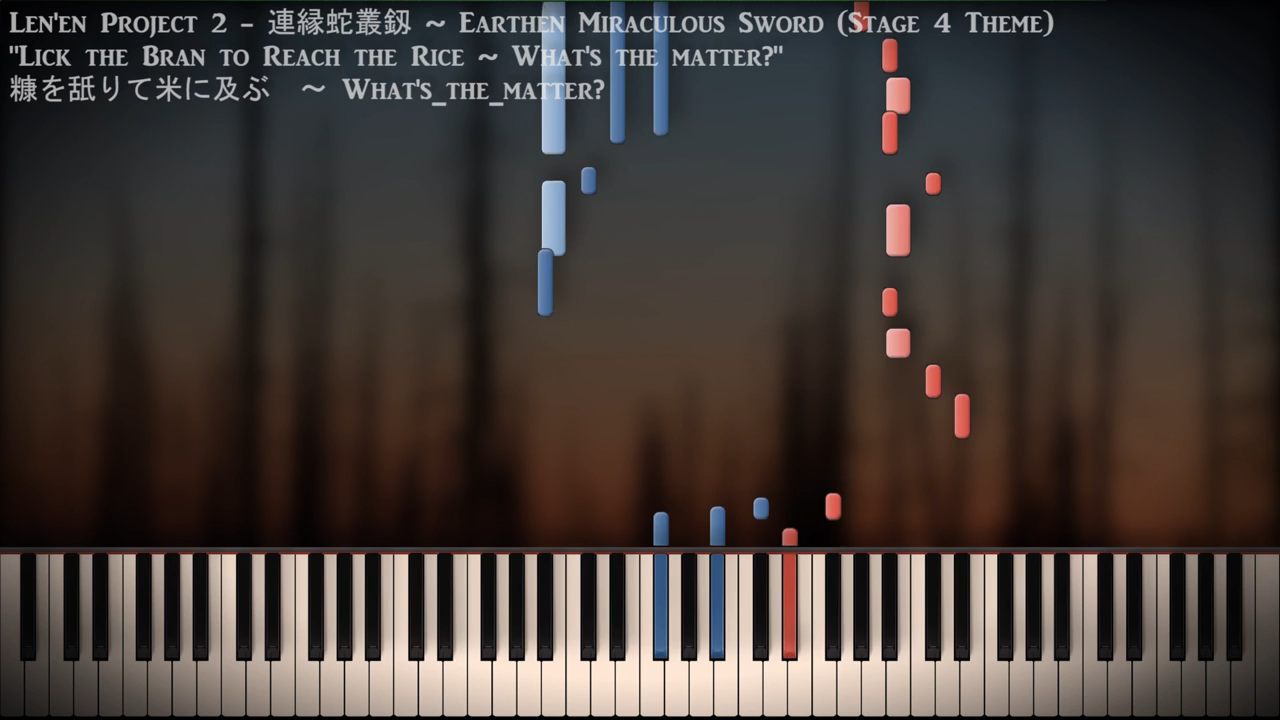 Len'en Project 2 - 連縁蛇叢釼 ~ Earthen Miraculous Sword (Stage 4 Theme)
"Lick the Bran to Reach the Rice ~ What's the matter?"
糠を舐りて米に及ぶ　～ What's_the_matter?